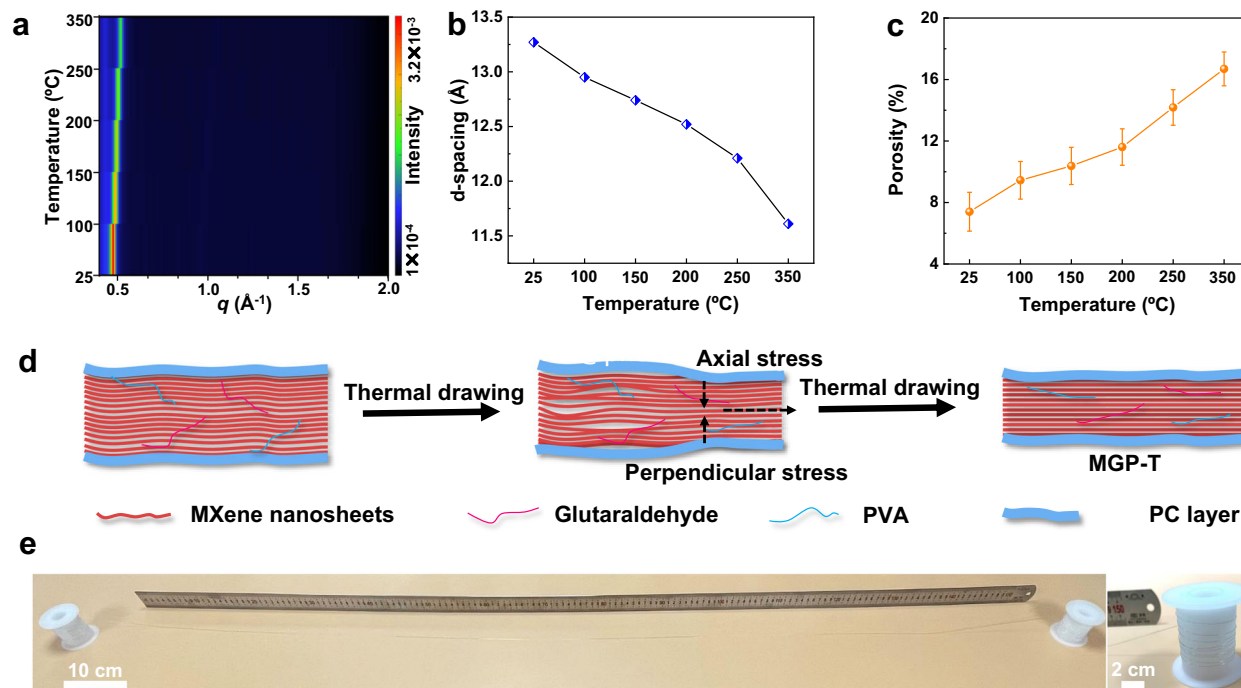 a
350
250
200
150
100
25
Temperature (ºC)
0.5
1.0
1.5
2.0
q (Å⁻¹)
3.2×10⁻³
Intensity
1×10⁻⁴
b
13.5
13.0
12.5
12.0
11.5
d-spacing (Å)
25 100 150 200 250 350
Temperature (ºC)
c
20
16
12
8
4
Porosity (%)
25 100 150 200 250 350
Temperature (ºC)
d
Thermal drawing
Axial stress
Perpendicular stress
Thermal drawing
MGP-T
MXene nanosheets
Glutaraldehyde
PVA
PC layer
e
10 cm
150
2 cm